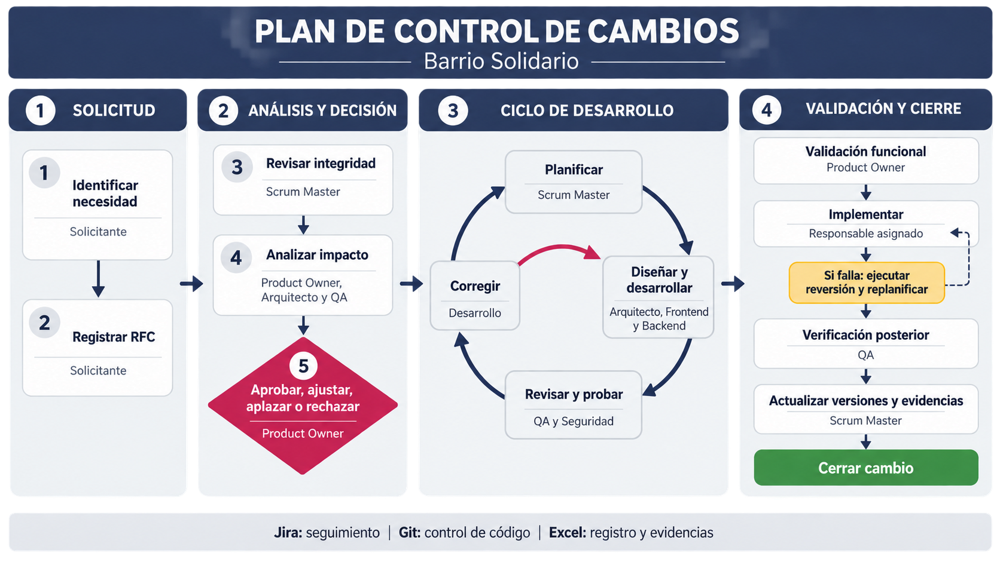 PLAN DE CONTROL DE CAMBIOS
Barrio Solidario
1 SOLICITUD
1
Identificar
necesidad
Solicitante
2
Registrar RFC
Solicitante
2 ANÁLISIS Y DECISIÓN
3 Revisar integridad
Scrum Master
4 Analizar impacto
Product Owner,
Arquitecto y QA
5
Aprobar, ajustar,
aplazar o rechazar
Product Owner
3 CICLO DE DESARROLLO
Planificar
Scrum Master
Diseñar y
desarrollar
Arquitecto, Frontend
y Backend
Revisar y probar
QA y Seguridad
Corregir
Desarrollo
4 VALIDACIÓN Y CIERRE
Validación funcional
Product Owner
Implementar
Responsable asignado
Si falla: ejecutar
reversión y replanificar
Verificación posterior
QA
Actualizar versiones y evidencias
Scrum Master
Cerrar cambio
Jira: seguimiento | Git: control de código | Excel: registro y evidencias